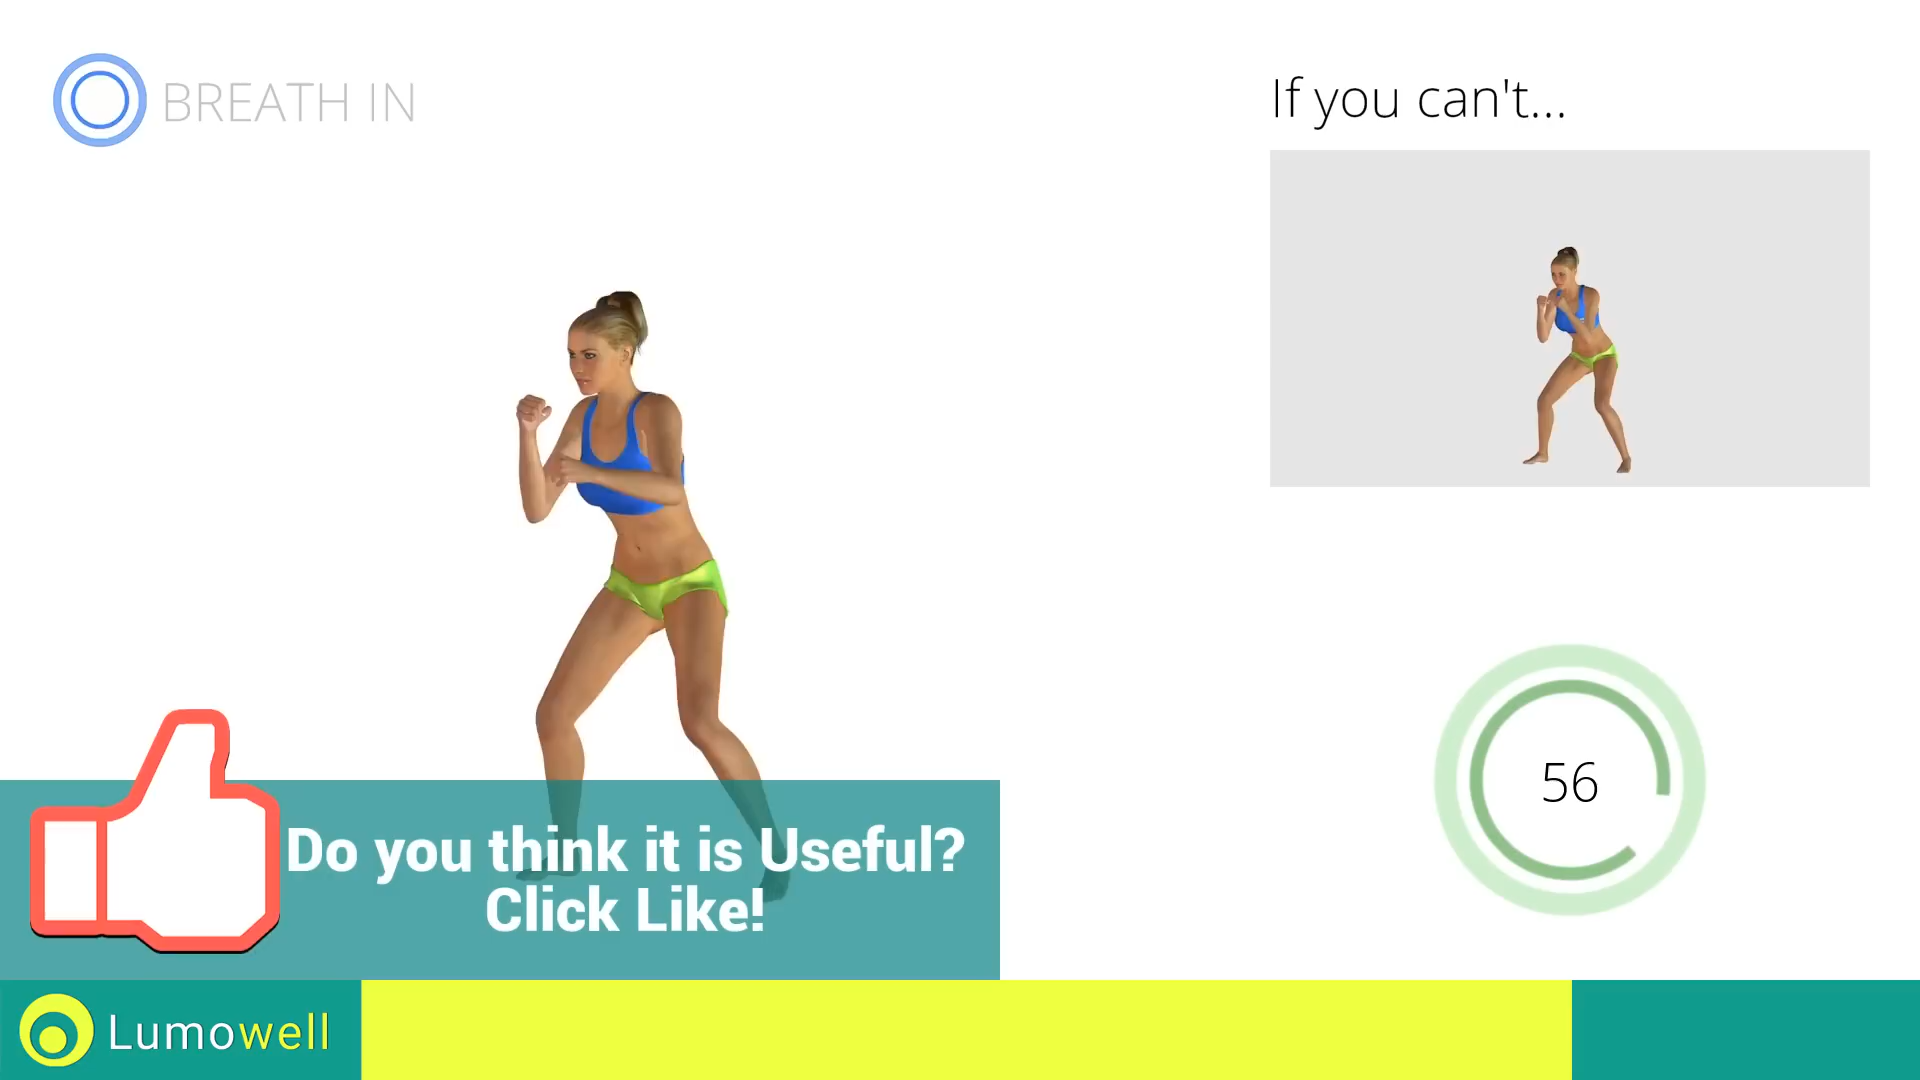 BREATH IN
If you can't...
56
Do you think it is Useful?
Click Like!
Lumowell